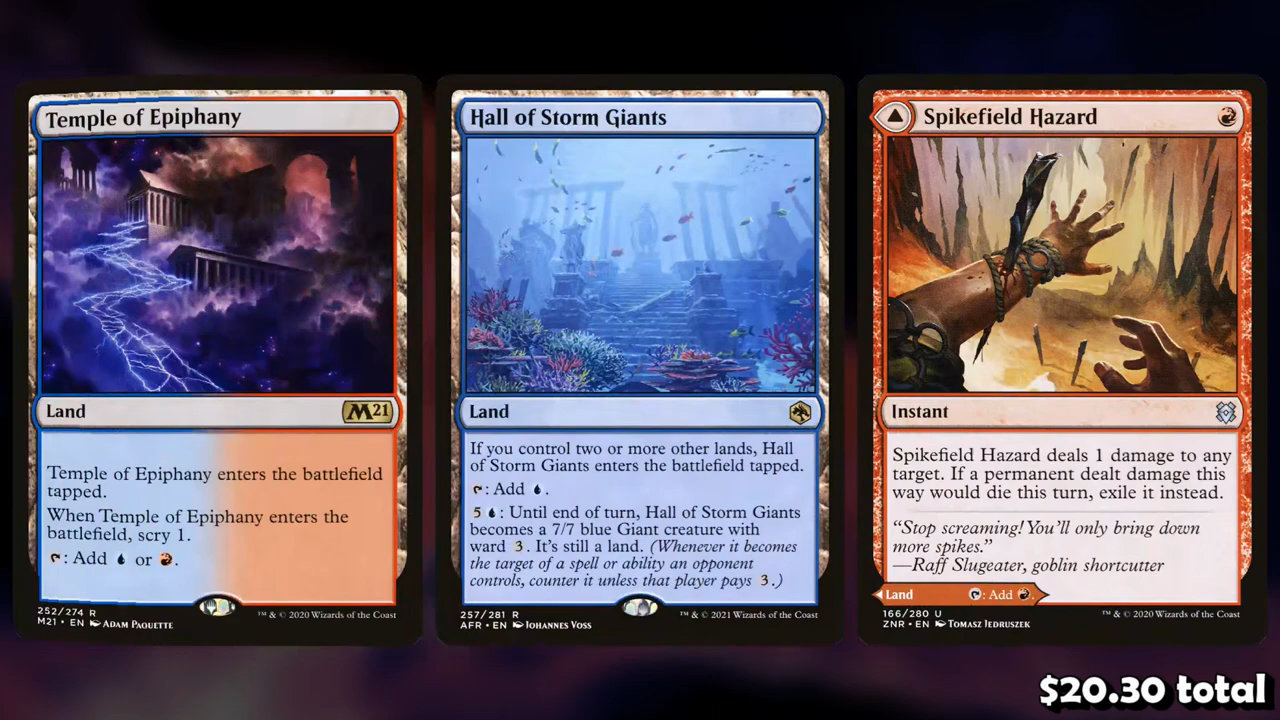 Temple of Epiphany
Land
M21
Temple of Epiphany enters the battlefield
tapped.
When Temple of Epiphany enters the
battlefield, scry 1.
: Add or .
252/274 R
M21 • EN Adam Paquette
™ & © 2020 Wizards of the Coast
Hall of Storm Giants
Land
If you control two or more other lands, Hall
of Storm Giants enters the battlefield tapped.
: Add .
5 : Until end of turn, Hall of Storm Giants
becomes a 7/7 blue Giant creature with
ward 3. It's still a land. (Whenever it becomes
the target of a spell or ability an opponent
controls, counter it unless that player pays 3.)
257/281 R
AFR • EN Johannes Voss
™ & © 2021 Wizards of the Coast
Spikefield Hazard
Instant
Spikefield Hazard deals 1 damage to any
target. If a permanent dealt damage this
way would die this turn, exile it instead.
“Stop screaming! You'll only bring down
more spikes.”
—Raff Slugeater, goblin shortcutter
Land : Add .
166/280 U
ZNR • EN Tomasz Jedruszek
™ & © 2020 Wizards of the Coast
$20.30 total